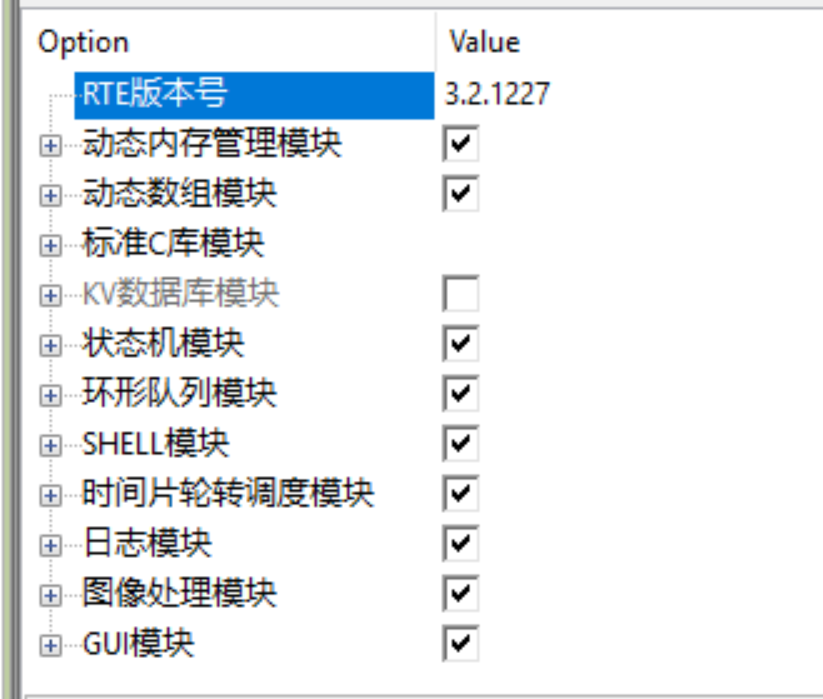 Option Value
RTE版本号 3.2.1227
动态内存管理模块
动态数组模块
标准C库模块
KV数据库模块
状态机模块
环形队列模块
SHELL模块
时间片轮转调度模块
日志模块
图像处理模块
GUI模块